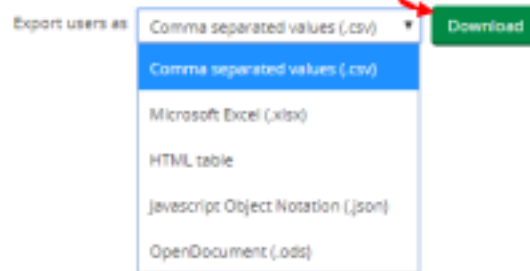 Export users as Comma separated values (.csv) Download
Comma separated values (.csv)
Microsoft Excel (.xlsx)
HTML table
Javascript Object Notation (.json)
OpenDocument (.ods)